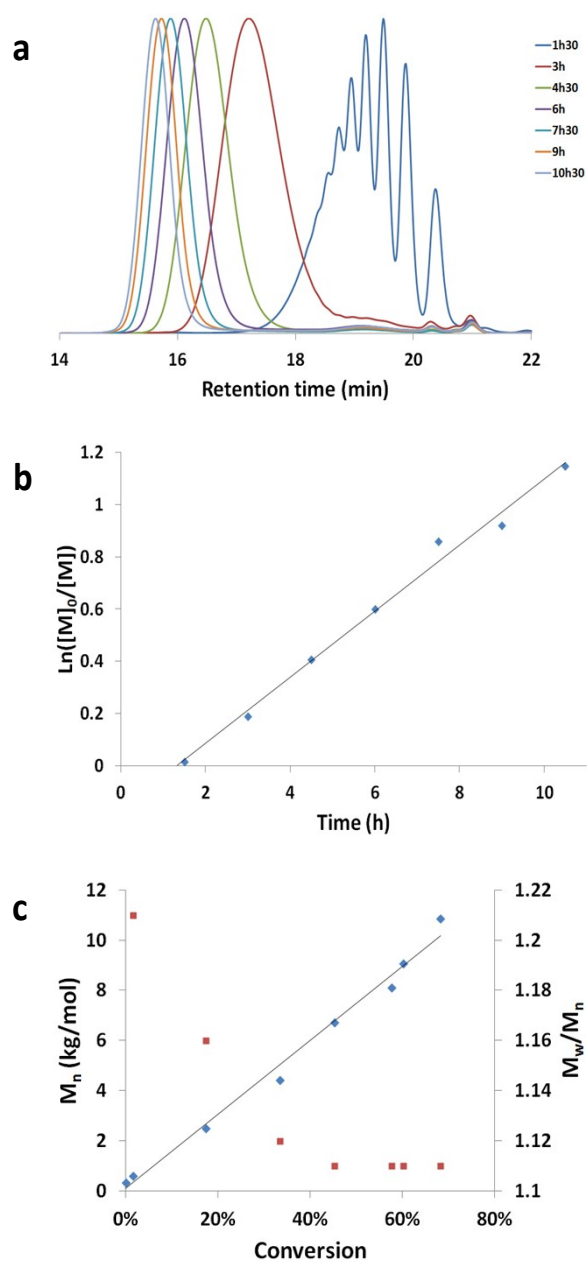 a
1h30
3h
4h30
6h
7h30
9h
10h30
14 16 18 20 22
Retention time (min)
b
Ln([M]₀/[M])
1.2
1
0.8
0.6
0.4
0.2
0
0 2 4 6 8 10
Time (h)
c
Mₙ (kg/mol)
12
10
8
6
4
2
0
1.22
1.2
1.18
1.16
1.14
1.12
1.1
M_w/Mₙ
0% 20% 40% 60% 80%
Conversion